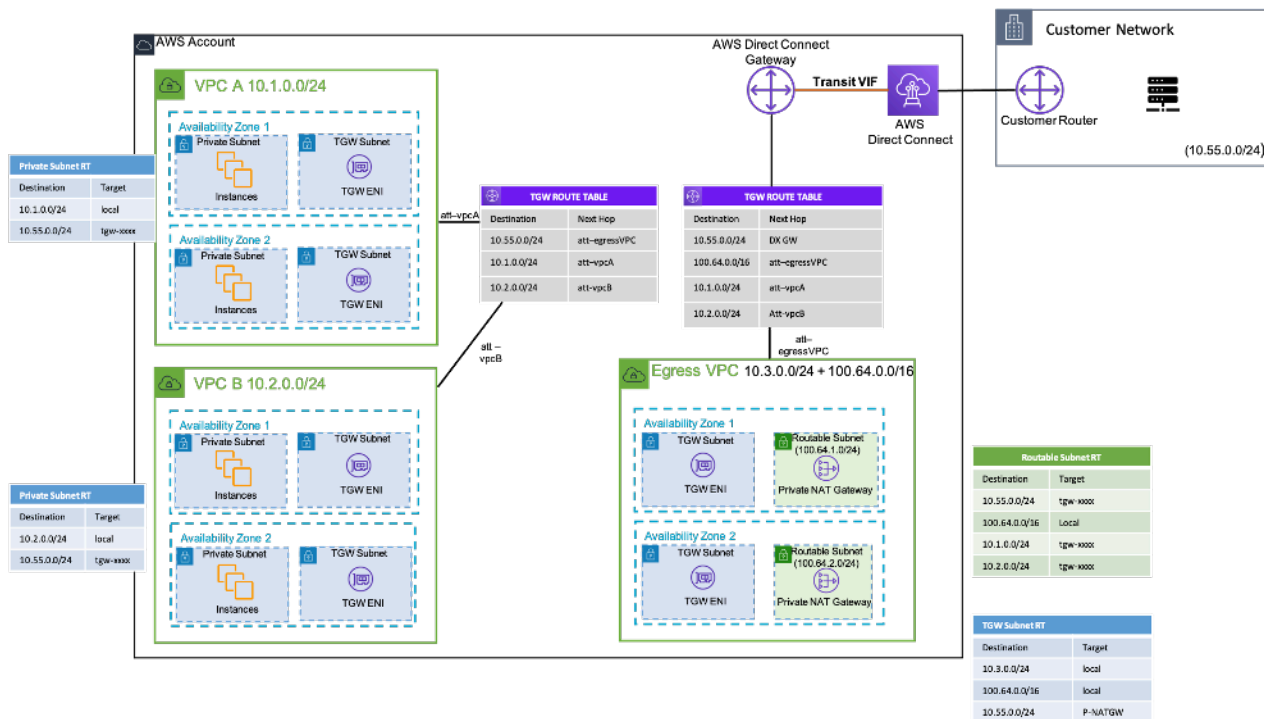 AWS Account
VPC A 10.1.0.0/24
Availability Zone 1
Private Subnet
Instances
TGW Subnet
TGW ENI
Availability Zone 2
Private Subnet
Instances
TGW Subnet
TGW ENI
Private Subnet RT
Destination Target
10.1.0.0/24 local
10.55.0.0/24 tgw-xxxx
VPC B 10.2.0.0/24
Availability Zone 1
Private Subnet
Instances
TGW Subnet
TGW ENI
Availability Zone 2
Private Subnet
Instances
TGW Subnet
TGW ENI
Private Subnet RT
Destination Target
10.2.0.0/24 local
10.55.0.0/24 tgw-xxxx
att–vpcA
att –
vpcB
TGW ROUTE TABLE
Destination Next Hop
10.55.0.0/24 att–egressVPC
10.1.0.0/24 att–vpcA
10.2.0.0/24 att-vpcB
AWS Direct Connect
Gateway
Transit VIF
AWS
Direct Connect
Customer Network
Customer Router
(10.55.0.0/24)
TGW ROUTE TABLE
Destination Next Hop
10.55.0.0/24 DX GW
100.64.0.0/16 att–egressVPC
10.1.0.0/24 att–vpcA
10.2.0.0/24 Att-vpcB
att–
egressVPC
Egress VPC 10.3.0.0/24 + 100.64.0.0/16
Availability Zone 1
TGW Subnet
TGW ENI
Routable Subnet
(100.64.1.0/24)
Private NAT Gateway
Availability Zone 2
TGW Subnet
TGW ENI
Routable Subnet
(100.64.2.0/24)
Private NAT Gateway
Routable Subnet RT
Destination Target
10.55.0.0/24 tgw-xxxx
100.64.0.0/16 Local
10.1.0.0/24 tgw-xxxx
10.2.0.0/24 tgw-xxxx
TGW Subnet RT
Destination Target
10.3.0.0/24 local
100.64.0.0/16 local
10.55.0.0/24 P-NATGW